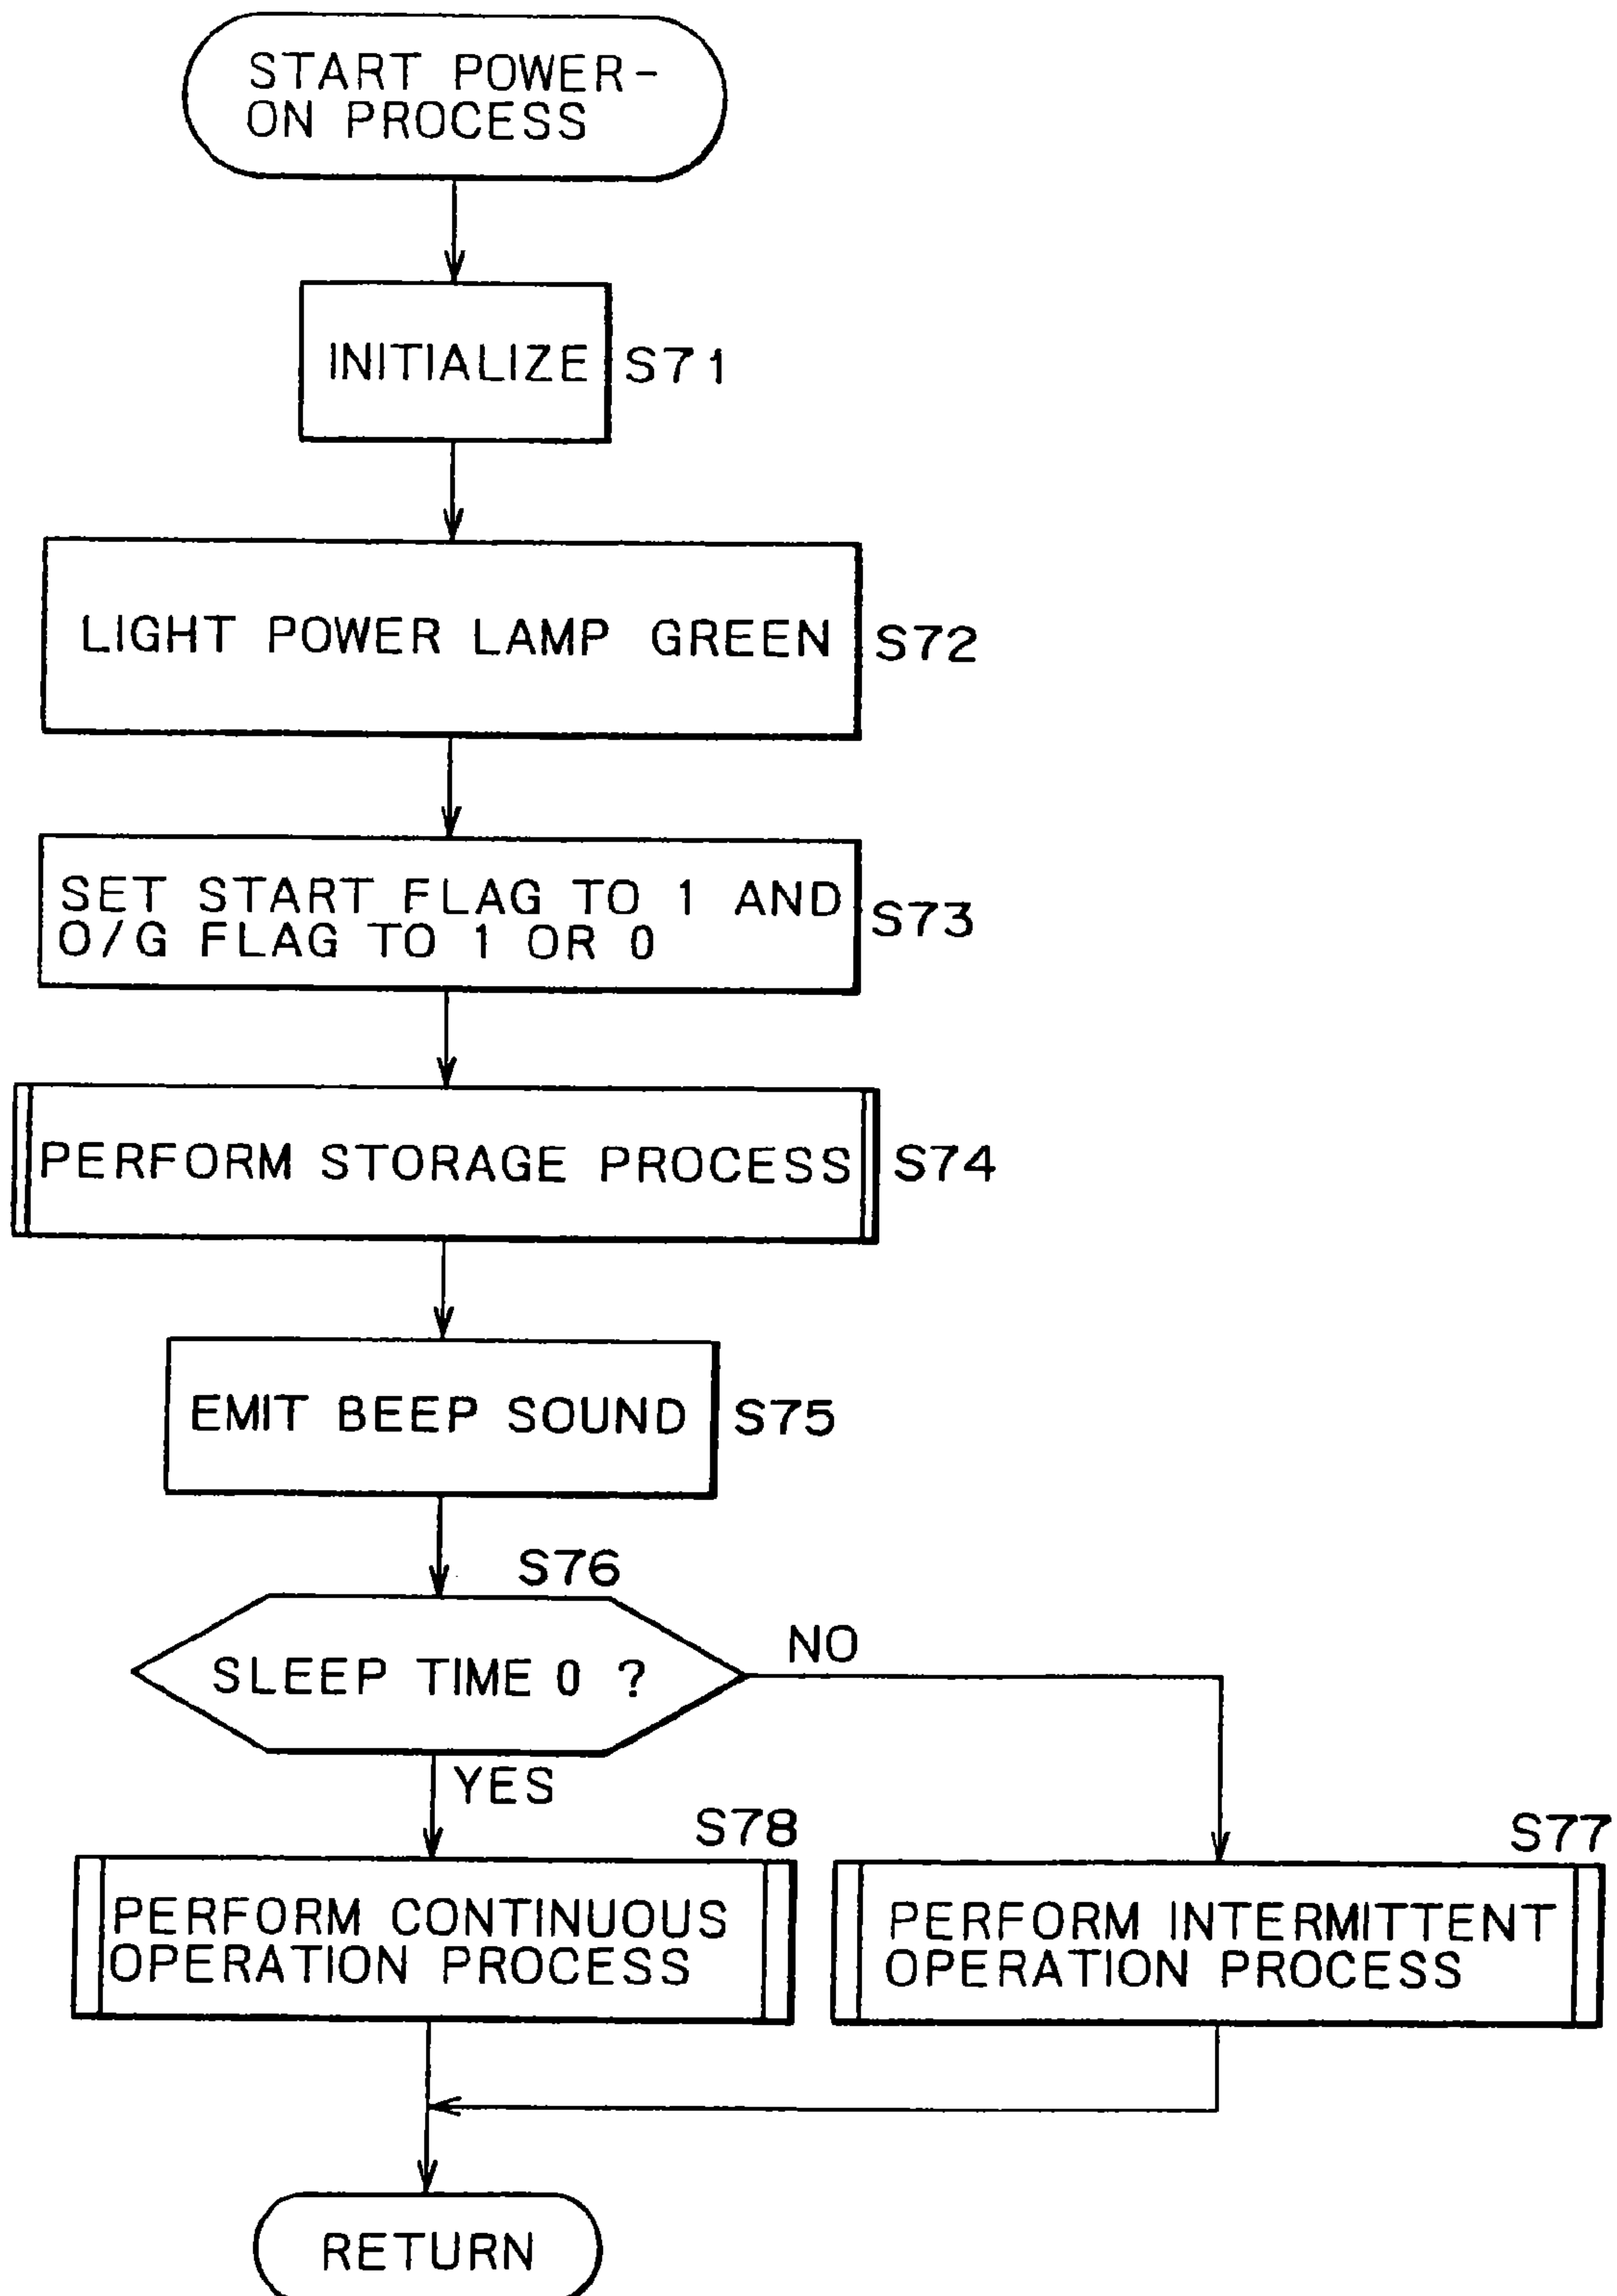 START POWER-
ON PROCESS
INITIALIZE
S71
LIGHT POWER LAMP GREEN
S72
SET START FLAG TO 1 AND
O/G FLAG TO 1 OR 0
S73
PERFORM STORAGE PROCESS
S74
EMIT BEEP SOUND
S75
S76
SLEEP TIME 0 ?
NO
YES
S78
PERFORM CONTINUOUS
OPERATION PROCESS
S77
PERFORM INTERMITTENT
OPERATION PROCESS
RETURN